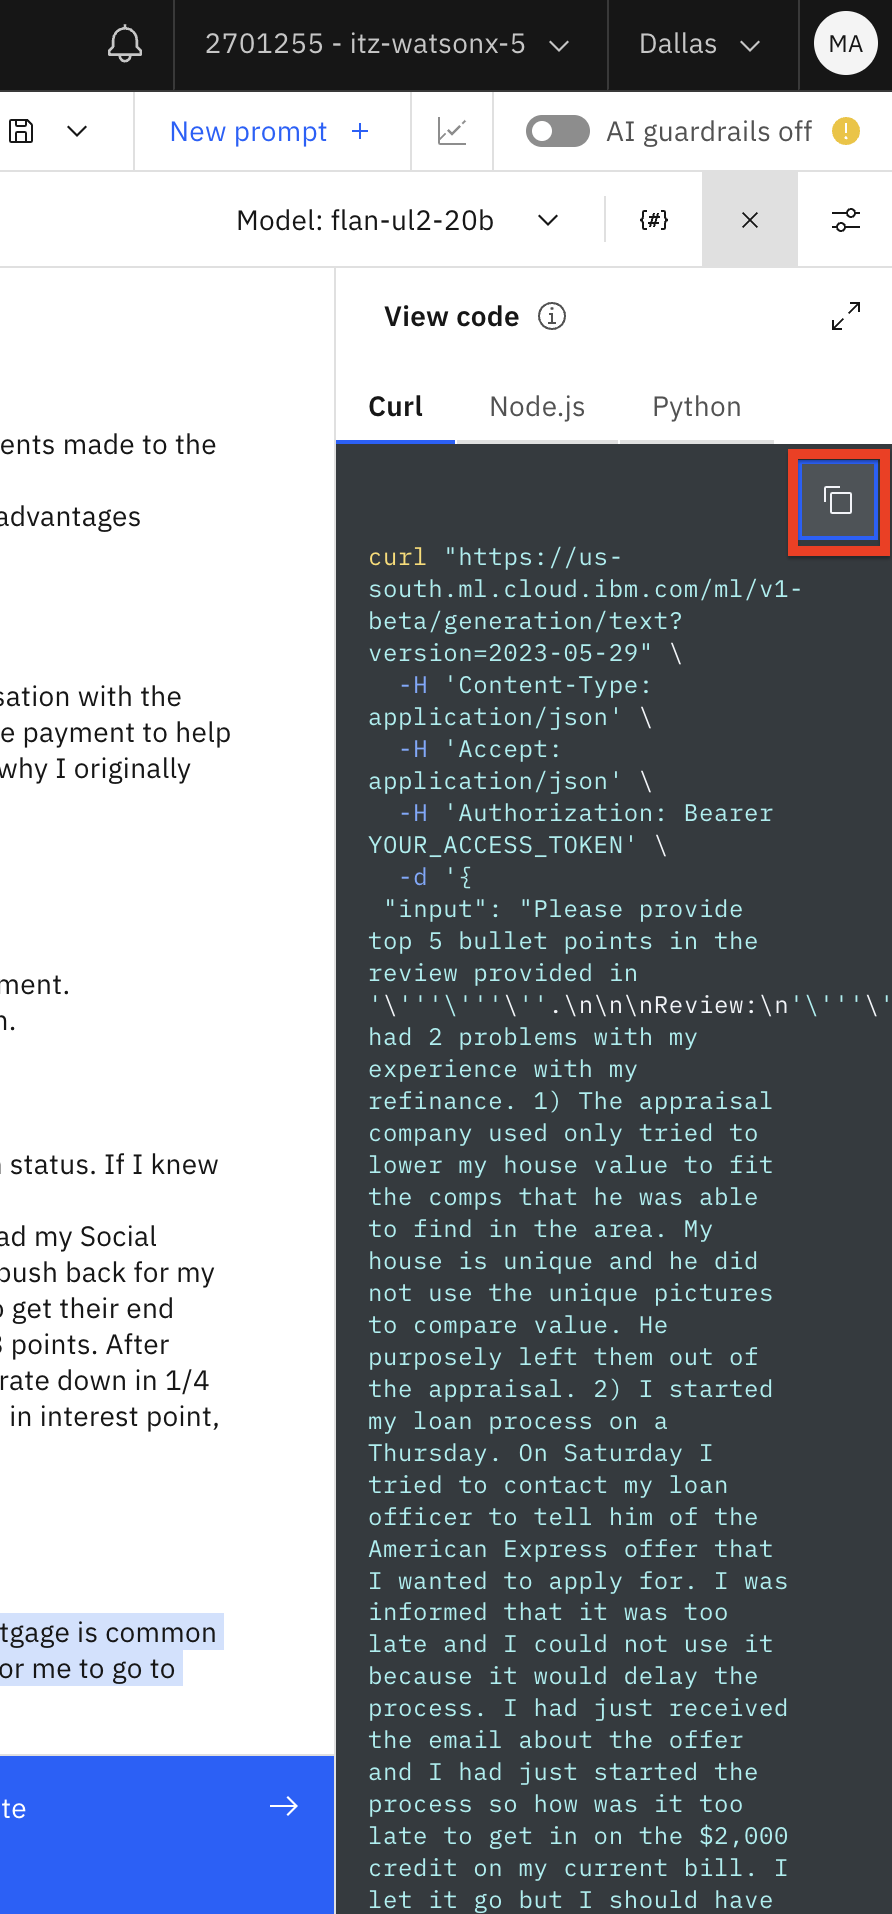 2701255 - itz-watsonx-5
Dallas
MA
New prompt +
AI guardrails off
Model: flan-ul2-20b
{#}
View code
Curl
Node.js
Python
ents made to the
advantages
sation with the
e payment to help
why I originally
ment.
n.
status. If I knew
ad my Social
push back for my
o get their end
3 points. After
rate down in 1/4
in interest point,
tgage is common
or me to go to
te
curl "https://us-
south.ml.cloud.ibm.com/ml/v1-
beta/generation/text?
version=2023-05-29" \
-H 'Content-Type:
application/json' \
-H 'Accept:
application/json' \
-H 'Authorization: Bearer
YOUR_ACCESS_TOKEN' \
-d '{
"input": "Please provide
top 5 bullet points in the
review provided in
'\'''\'''\''.\n\n\nReview:\n'\'''\'
had 2 problems with my
experience with my
refinance. 1) The appraisal
company used only tried to
lower my house value to fit
the comps that he was able
to find in the area. My
house is unique and he did
not use the unique pictures
to compare value. He
purposely left them out of
the appraisal. 2) I started
my loan process on a
Thursday. On Saturday I
tried to contact my loan
officer to tell him of the
American Express offer that
I wanted to apply for. I was
informed that it was too
late and I could not use it
because it would delay the
process. I had just received
the email about the offer
and I had just started the
process so how was it too
late to get in on the $2,000
credit on my current bill. I
let it go but I should have